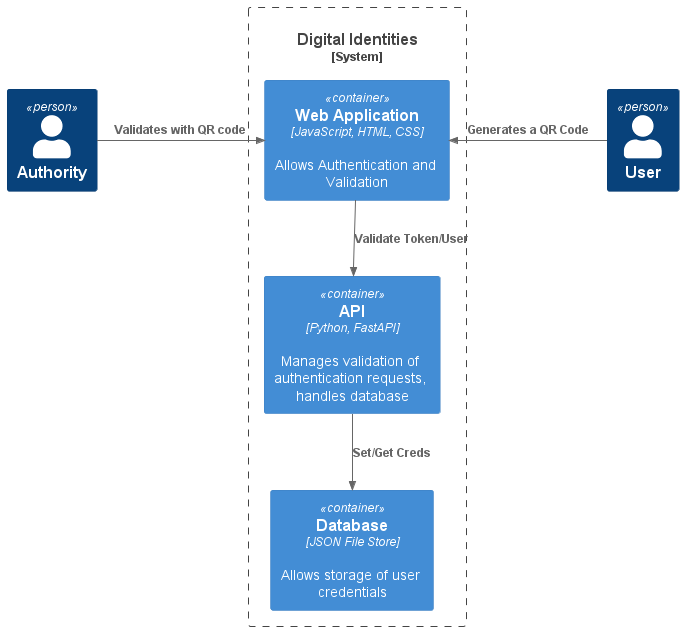 Digital Identities
[System]
«person»
Authority
Validates with QR code
«container»
Web Application
[JavaScript, HTML, CSS]
Allows Authentication and
Validation
Generates a QR Code
«person»
User
Validate Token/User
«container»
API
[Python, FastAPI]
Manages validation of
authentication requests,
handles database
Set/Get Creds
«container»
Database
[JSON File Store]
Allows storage of user
credentials